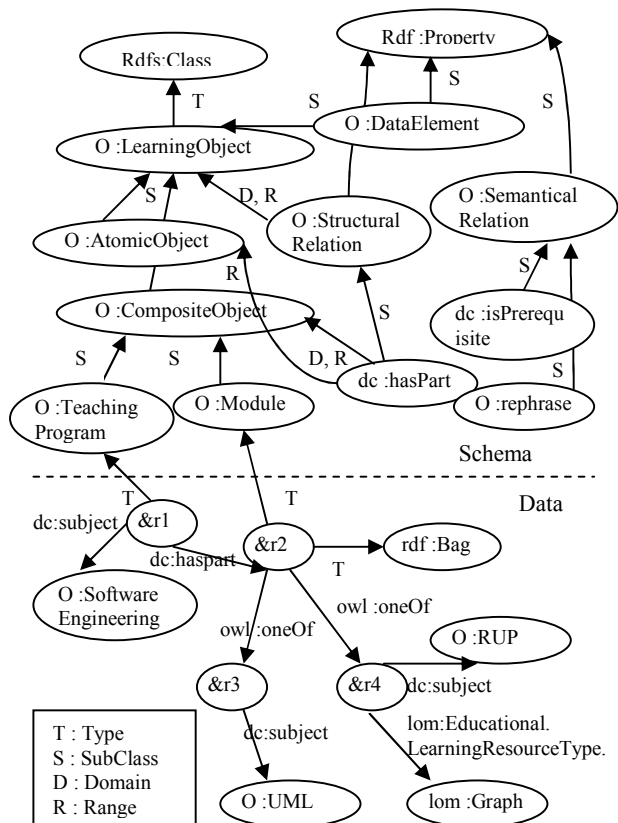 Rdfs:Class
Rdf :Property
T
S
S
S
O :DataElement
O :LearningObject
S
D, R
O :Structural
Relation
O :Semantical
Relation
O :AtomicObject
R
S
O :CompositeObject
S
dc :isPrerequ
isite
S
S
D, R
dc :hasPart
S
O :Teaching
Program
O :Module
O :rephrase
Schema
T
T
Data
dc:subject
&r1
&r2
rdf :Bag
dc:haspart
T
O :Software
Engineering
owl :oneOf
owl :oneOf
O :RUP
&r3
&r4
dc:subject
dc:subject
lom:Educational.
LearningResourceType.
T : Type
S : SubClass
D : Domain
R : Range
O :UML
lom :Graph